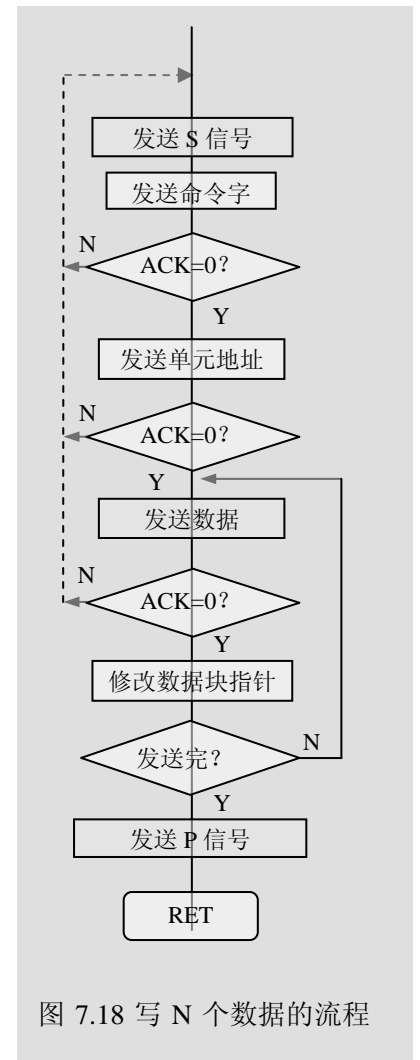 发送 S 信号
发送命令字
N
ACK=0？
Y
发送单元地址
N
ACK=0？
Y
发送数据
N
ACK=0？
Y
修改数据块指针
发送完？
N
Y
发送 P 信号
RET
图 7.18 写 N 个数据的流程